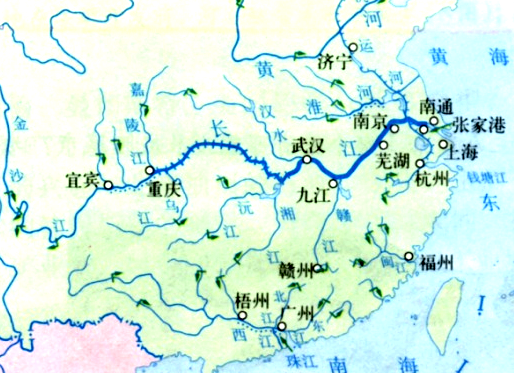 河
运
济宁
黄海
黄
河
河
嘉陵江
汉水
淮
南通
金沙江
长江
南京
张家港
武汉
上海
芜湖
宜宾
重庆
杭州
九江
钱塘江
乌江
沅江
湘江
赣江
东
赣州
闽江
福州
梧州
北江
广州
西江
东江
珠江
南海